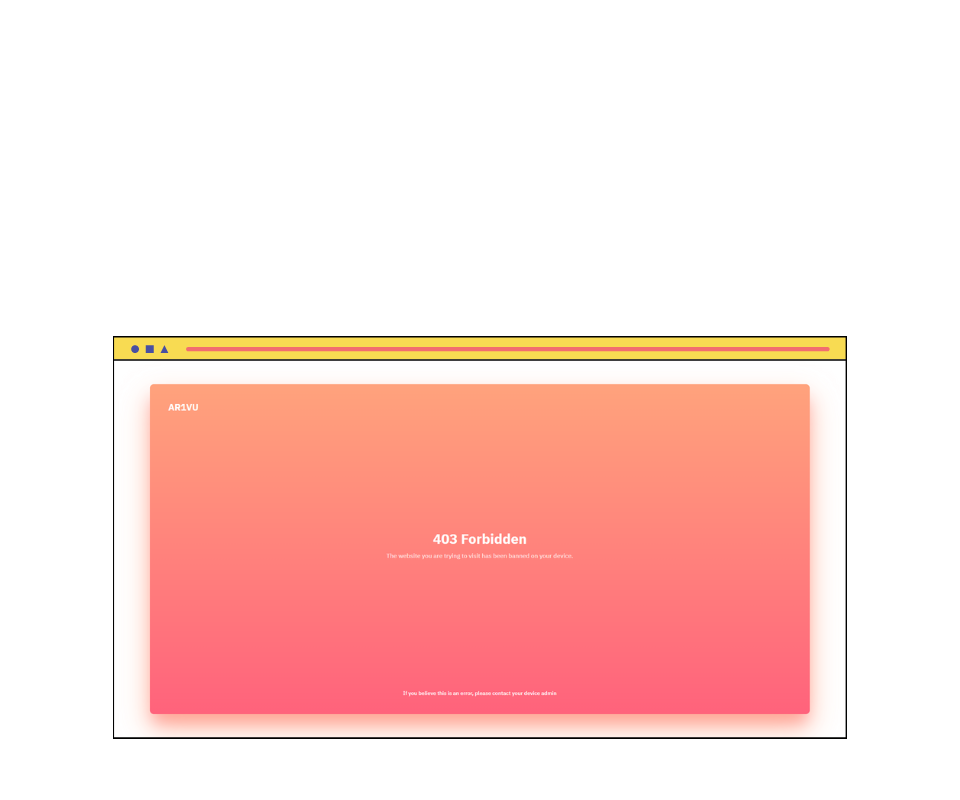 AR1VU
403 Forbidden
The website you are trying to visit has been banned on your device.
If you believe this is an error, please contact your device admin